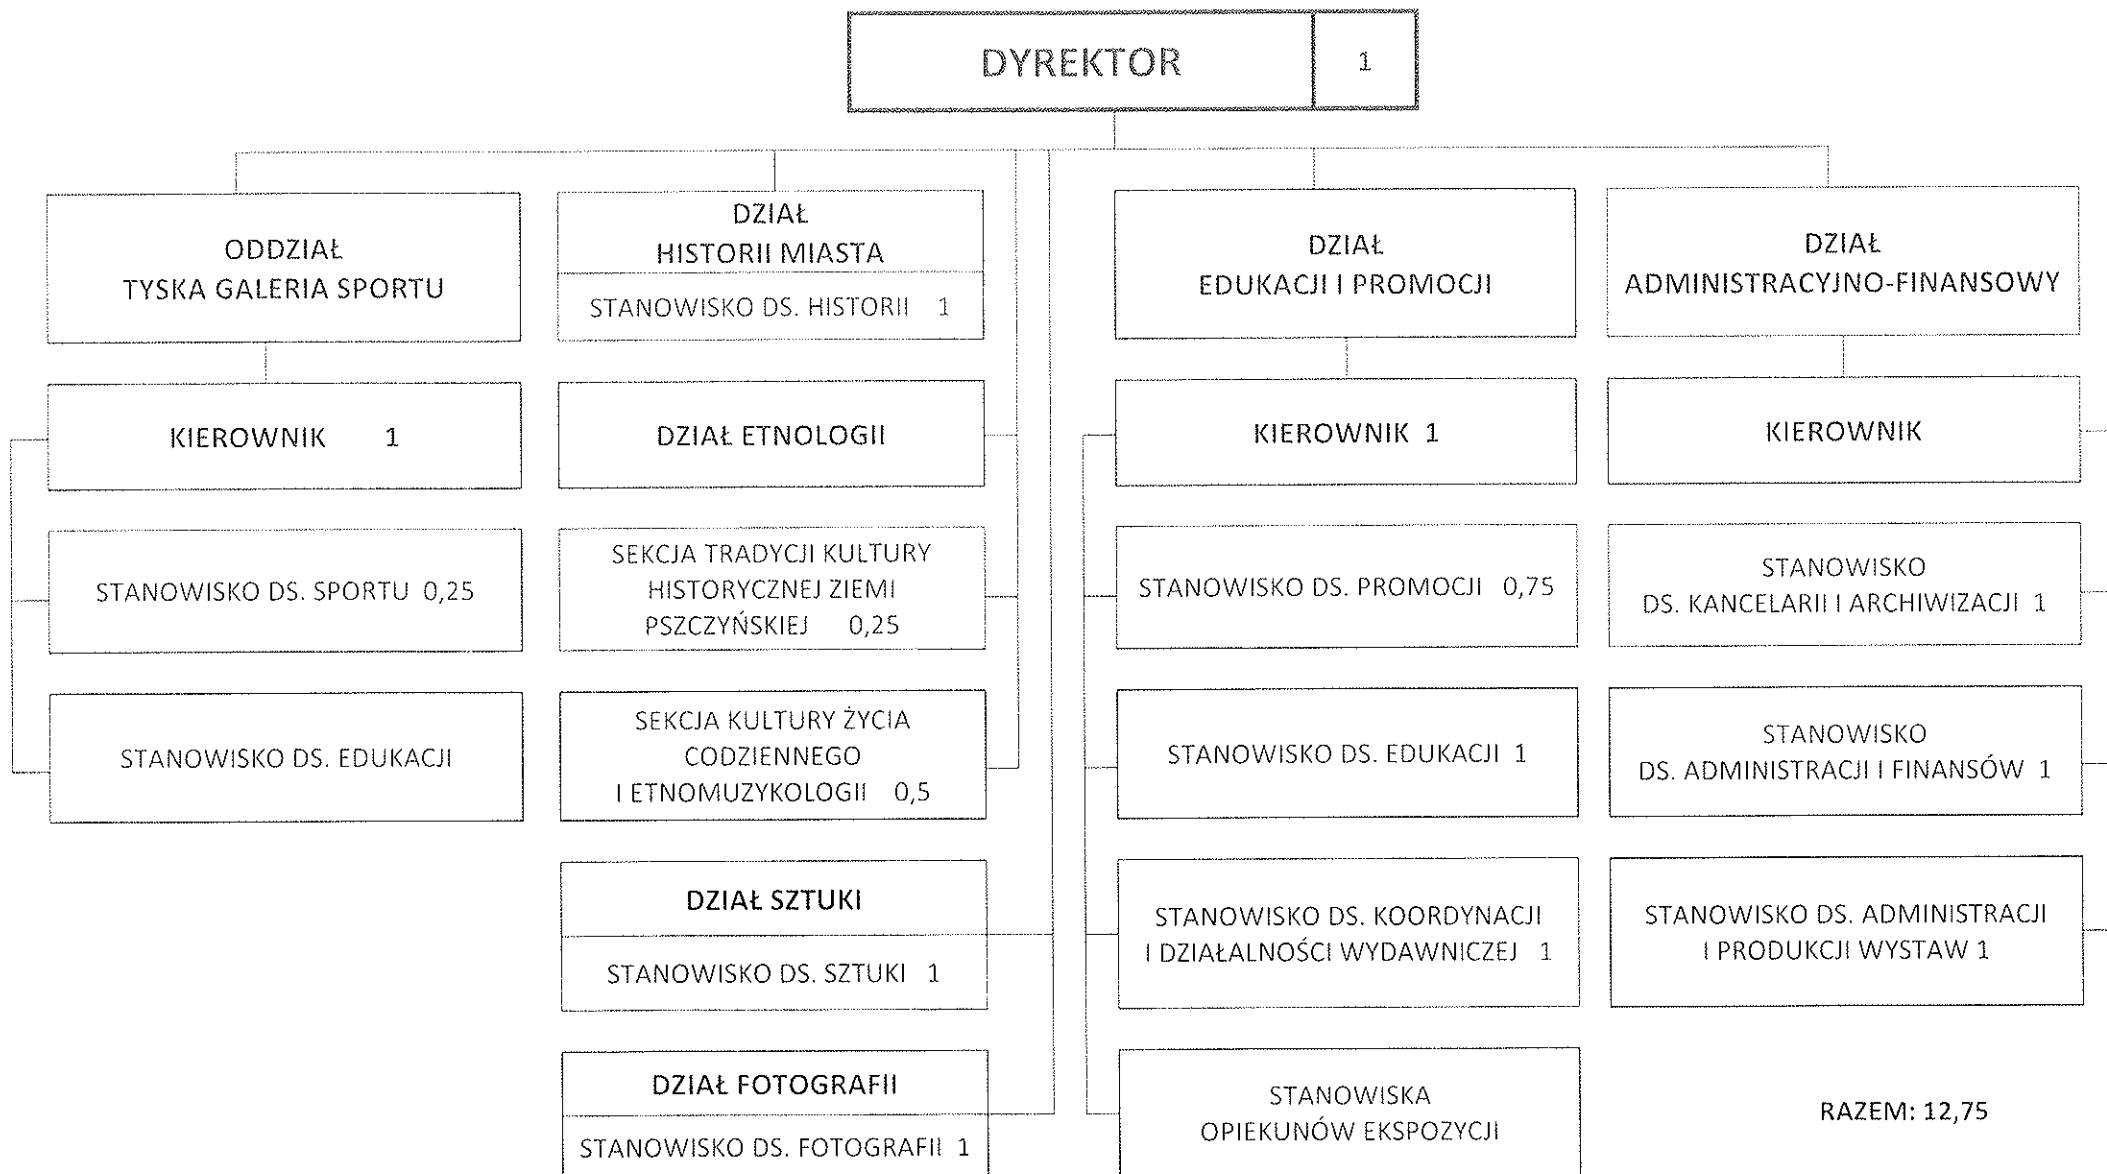 DYREKTOR 1
ODDZIAŁ
TYSKA GALERIA SPORTU
KIEROWNIK 1
STANOWISKO DS. SPORTU 0,25
STANOWISKO DS. EDUKACJI
DZIAŁ
HISTORII MIASTA
STANOWISKO DS. HISTORII 1
DZIAŁ ETNOLOGII
SEKCJA TRADYCJI KULTURY
HISTORYCZNEJ ZIEMI
PSZCZYŃSKIEJ 0,25
SEKCJA KULTURY ŻYCIA
CODZIENNEGO
I ETNOMUZYKOLOGII 0,5
DZIAŁ SZTUKI
STANOWISKO DS. SZTUKI 1
DZIAŁ FOTOGRAFII
STANOWISKO DS. FOTOGRAFII 1
DZIAŁ
EDUKACJI I PROMOCJI
KIEROWNIK 1
STANOWISKO DS. PROMOCJI 0,75
STANOWISKO DS. EDUKACJI 1
STANOWISKO DS. KOORDYNACJI
I DZIAŁALNOŚCI WYDAWNICZEJ 1
STANOWISKA
OPIEKUNÓW EKSPOZYCJI
DZIAŁ
ADMINISTRACYJNO-FINANSOWY
KIEROWNIK
STANOWISKO
DS. KANCELARII I ARCHIWIZACJI 1
STANOWISKO
DS. ADMINISTRACJI I FINANSÓW 1
STANOWISKO DS. ADMINISTRACJI
I PRODUKCJI WYSTAW 1
RAZEM: 12,75